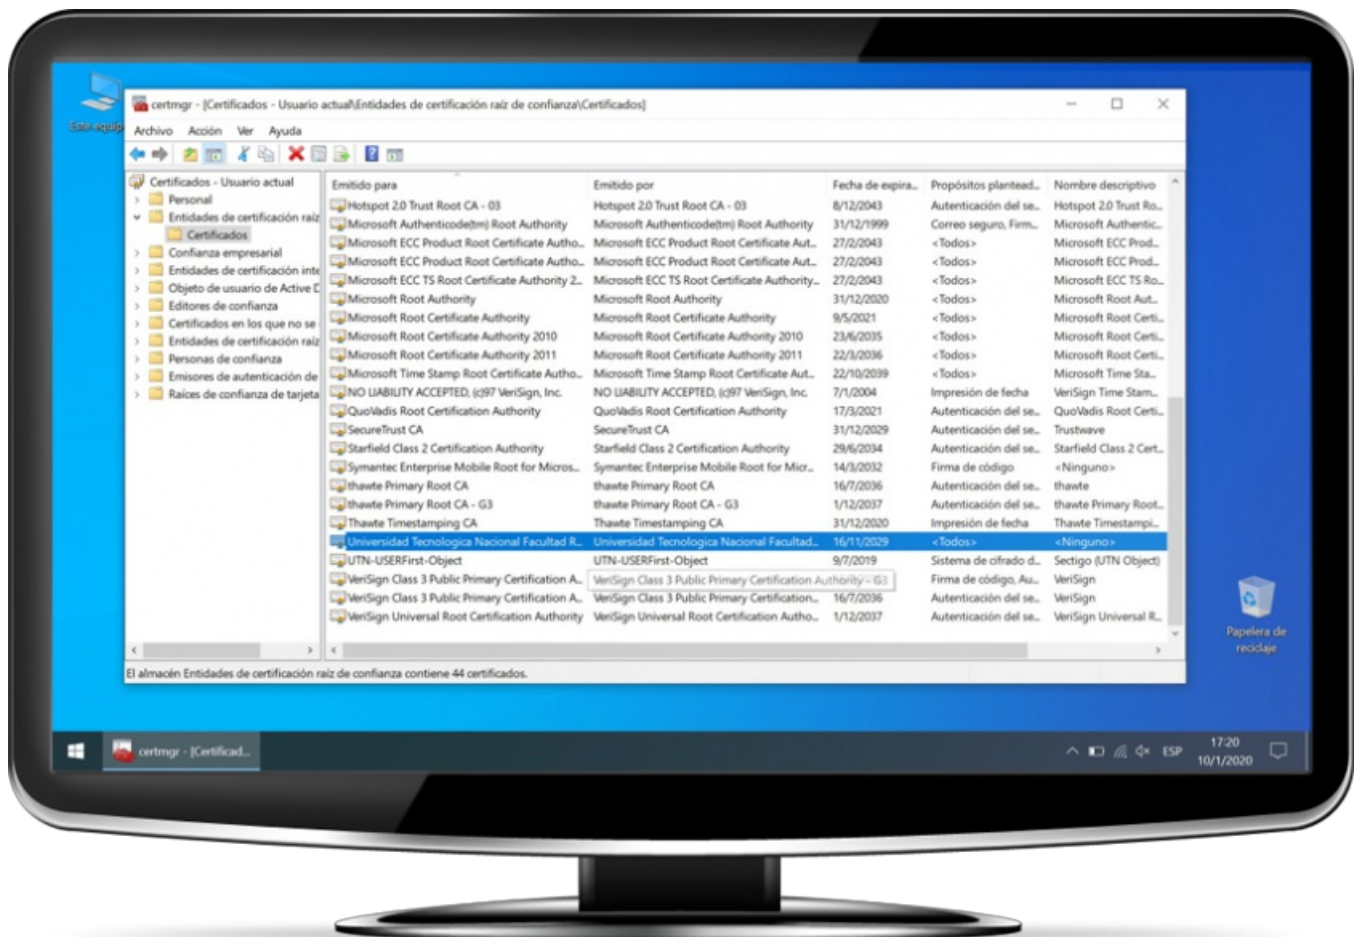 Este equip
certmgr - [Certificados - Usuario actual\Entidades de certificación raíz de confianza\Certificados]
Archivo Acción Ver Ayuda
Certificados - Usuario actual
Personal
Entidades de certificación raíz
Certificados
Confianza empresarial
Entidades de certificación inte
Objeto de usuario de Active D
Editores de confianza
Certificados en los que no se
Entidades de certificación raíz
Personas de confianza
Emisores de autenticación de
Raíces de confianza de tarjeta
Emitido para Emitido por Fecha de expira... Propósitos plantead... Nombre descriptivo
Hotspot 2.0 Trust Root CA - 03 Hotspot 2.0 Trust Root CA - 03 8/12/2043 Autenticación del se... Hotspot 2.0 Trust Ro...
Microsoft Authenticode(tm) Root Authority Microsoft Authenticode(tm) Root Authority 31/12/1999 Correo seguro, Firm... Microsoft Authentic...
Microsoft ECC Product Root Certificate Autho... Microsoft ECC Product Root Certificate Aut... 27/2/2043 <Todos> Microsoft ECC Prod...
Microsoft ECC Product Root Certificate Autho... Microsoft ECC Product Root Certificate Aut... 27/2/2043 <Todos> Microsoft ECC Prod...
Microsoft ECC TS Root Certificate Authority 2... Microsoft ECC TS Root Certificate Authority... 27/2/2043 <Todos> Microsoft ECC TS Ro...
Microsoft Root Authority Microsoft Root Authority 31/12/2020 <Todos> Microsoft Root Aut...
Microsoft Root Certificate Authority Microsoft Root Certificate Authority 9/5/2021 <Todos> Microsoft Root Certi...
Microsoft Root Certificate Authority 2010 Microsoft Root Certificate Authority 2010 23/6/2035 <Todos> Microsoft Root Certi...
Microsoft Root Certificate Authority 2011 Microsoft Root Certificate Authority 2011 22/3/2036 <Todos> Microsoft Root Certi...
Microsoft Time Stamp Root Certificate Autho... Microsoft Time Stamp Root Certificate Aut... 22/10/2039 <Todos> Microsoft Time Sta...
NO LIABILITY ACCEPTED, (c)97 VeriSign, Inc. NO LIABILITY ACCEPTED, (c)97 VeriSign, Inc. 7/1/2004 Impresión de fecha VeriSign Time Stam...
QuoVadis Root Certification Authority QuoVadis Root Certification Authority 17/3/2021 Autenticación del se... QuoVadis Root Certi...
SecureTrust CA SecureTrust CA 31/12/2029 Autenticación del se... Trustwave
Starfield Class 2 Certification Authority Starfield Class 2 Certification Authority 29/6/2034 Autenticación del se... Starfield Class 2 Cert...
Symantec Enterprise Mobile Root for Micros... Symantec Enterprise Mobile Root for Micr... 14/3/2032 Firma de código <Ninguno>
thawte Primary Root CA thawte Primary Root CA 16/7/2036 Autenticación del se... thawte
thawte Primary Root CA - G3 thawte Primary Root CA - G3 1/12/2037 Autenticación del se... thawte Primary Root...
Thawte Timestamping CA Thawte Timestamping CA 31/12/2020 Impresión de fecha Thawte Timestampi...
Universidad Tecnologica Nacional Facultad R... Universidad Tecnologica Nacional Facultad... 16/11/2029 <Todos> <Ninguno>
UTN-USERFirst-Object UTN-USERFirst-Object 9/7/2019 Sistema de cifrado d... Sectigo (UTN Object)
VeriSign Class 3 Public Primary Certification A... VeriSign Class 3 Public Primary Certification Authority - G3 Firma de código, Au... VeriSign
VeriSign Class 3 Public Primary Certification A... VeriSign Class 3 Public Primary Certification... 16/7/2036 Autenticación del se... VeriSign
VeriSign Universal Root Certification Authority VeriSign Universal Root Certification Autho... 1/12/2037 Autenticación del se... VeriSign Universal R...
El almacén Entidades de certificación raíz de confianza contiene 44 certificados.
Papelera de
reciclaje
certmgr - [Certificad...
ESP
17:20
10/1/2020